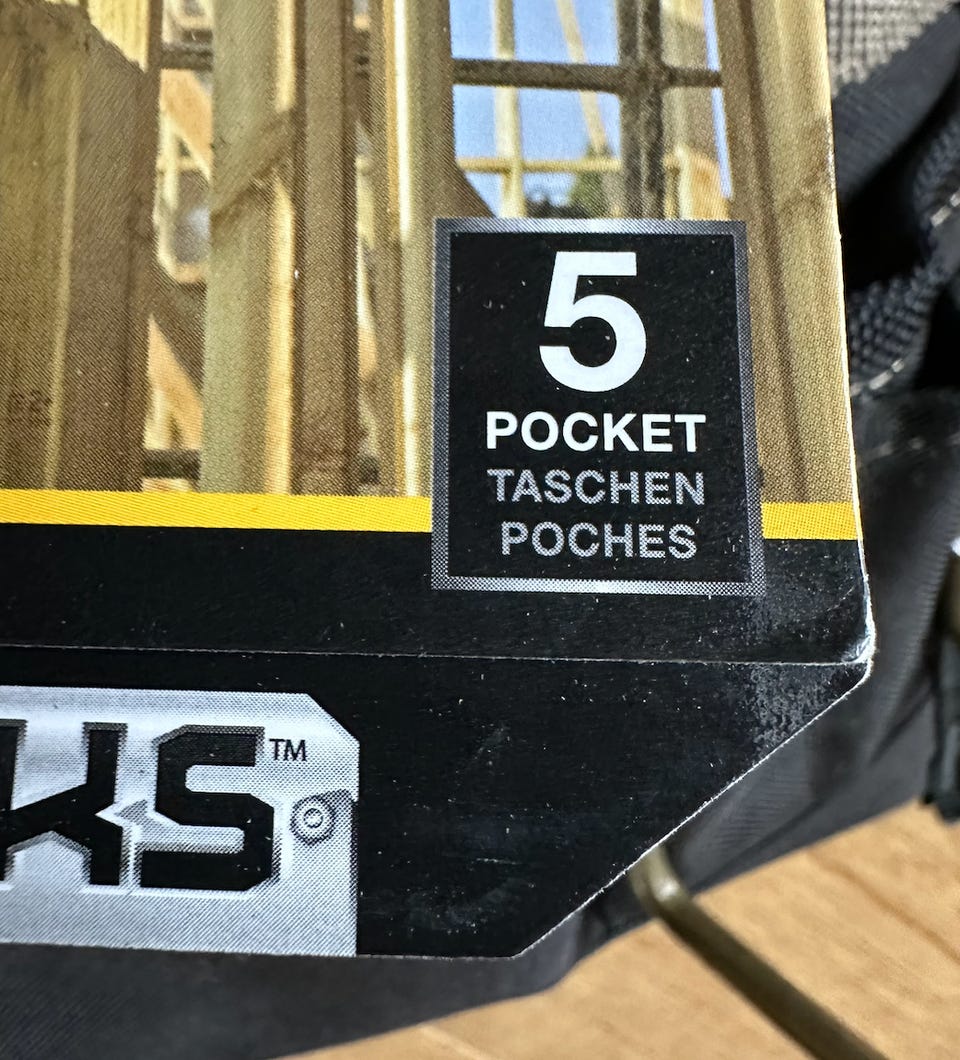 5
POCKET
TASCHEN
POCHES
KS™